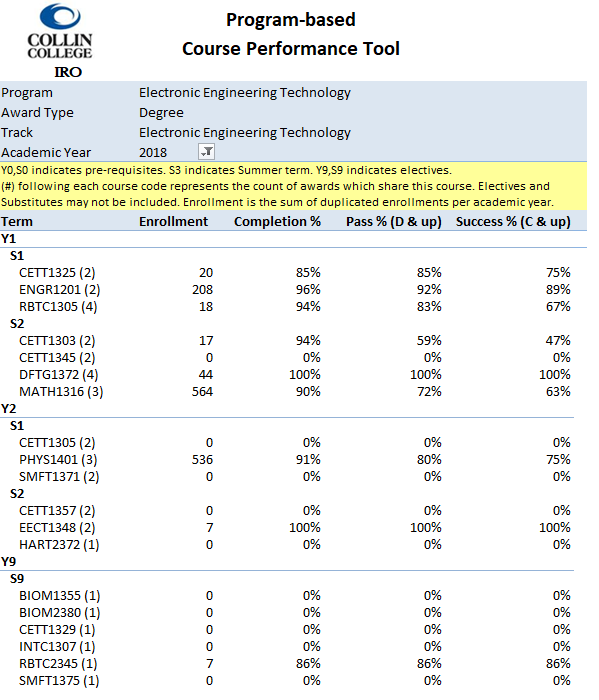 Program-based
Course Performance Tool
COLLIN
COLLEGE
IRO
Program Electronic Engineering Technology
Award Type Degree
Track Electronic Engineering Technology
Academic Year 2018
Y0,S0 indicates pre-requisites. S3 indicates Summer term. Y9,S9 indicates electives.
(#) following each course code represents the count of awards which share this course. Electives and
Substitutes may not be included. Enrollment is the sum of duplicated enrollments per academic year.
Term Enrollment Completion % Pass % (D & up) Success % (C & up)
Y1
S1
CETT1325 (2) 20 85% 85% 75%
ENGR1201 (2) 208 96% 92% 89%
RBTC1305 (4) 18 94% 83% 67%
S2
CETT1303 (2) 17 94% 59% 47%
CETT1345 (2) 0 0% 0% 0%
DFTG1372 (4) 44 100% 100% 100%
MATH1316 (3) 564 90% 72% 63%
Y2
S1
CETT1305 (2) 0 0% 0% 0%
PHYS1401 (3) 536 91% 80% 75%
SMFT1371 (2) 0 0% 0% 0%
S2
CETT1357 (2) 0 0% 0% 0%
EECT1348 (2) 7 100% 100% 100%
HART2372 (1) 0 0% 0% 0%
Y9
S9
BIOM1355 (1) 0 0% 0% 0%
BIOM2380 (1) 0 0% 0% 0%
CETT1329 (1) 0 0% 0% 0%
INTC1307 (1) 0 0% 0% 0%
RBTC2345 (1) 7 86% 86% 86%
SMFT1375 (1) 0 0% 0% 0%